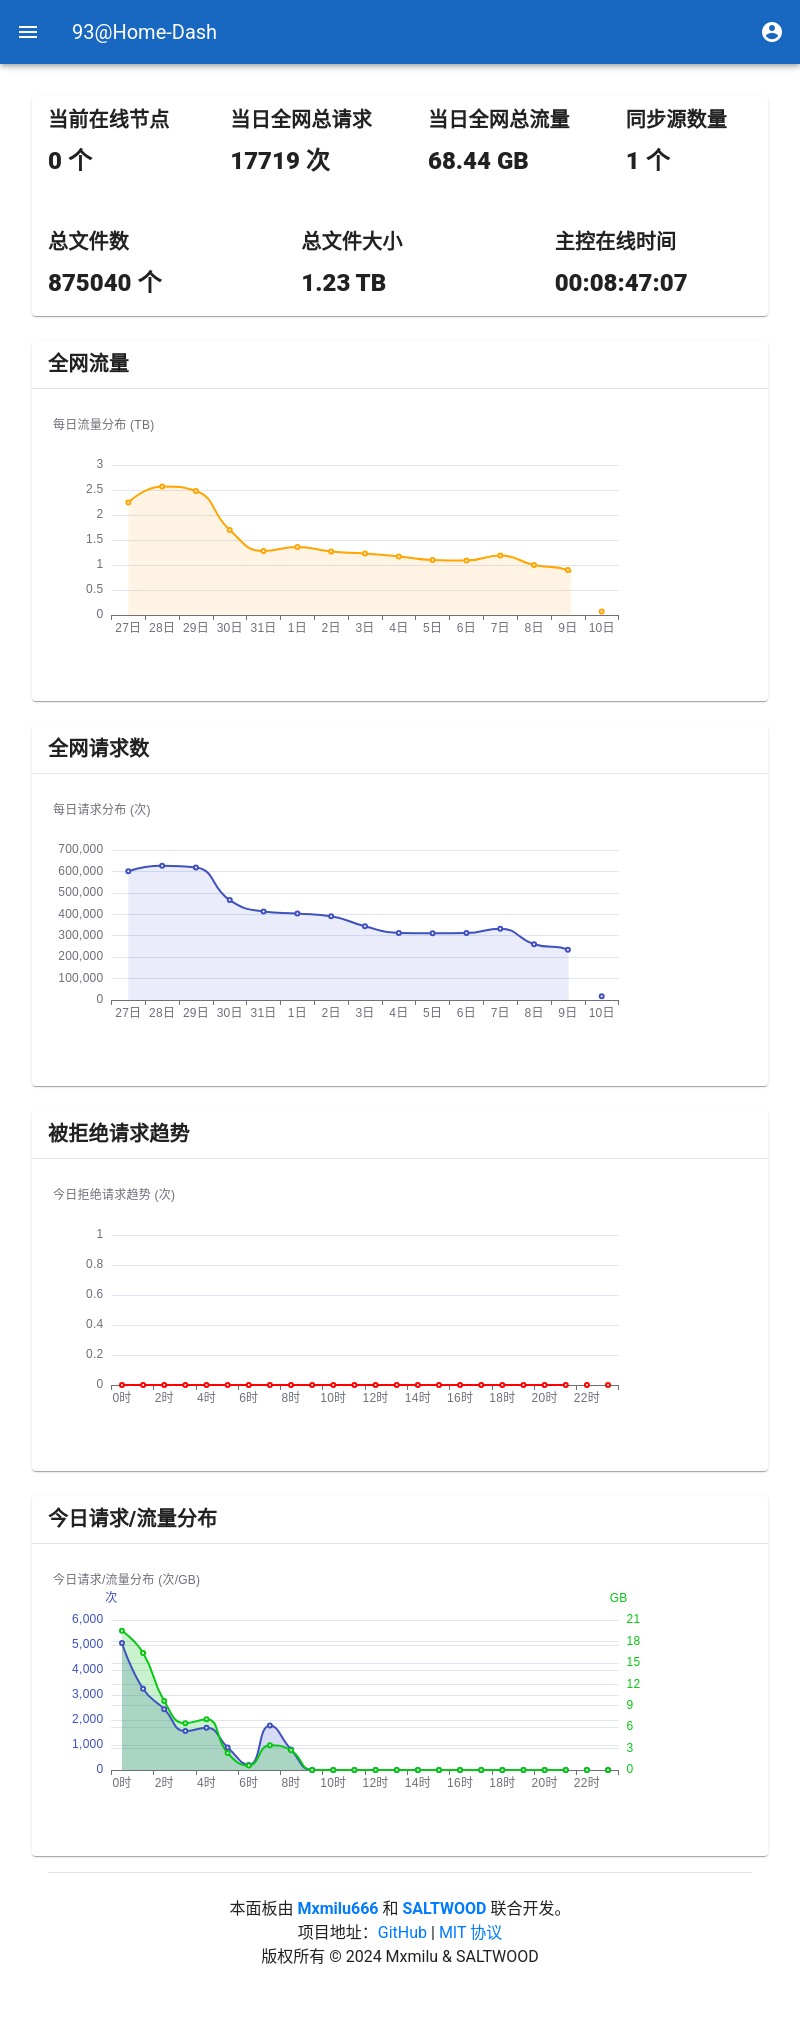 93@Home-Dash
当前在线节点 当日全网总请求 当日全网总流量 同步源数量
0 个 17719 次 68.44 GB 1 个
总文件数 总文件大小 主控在线时间
875040 个 1.23 TB 00:08:47:07
全网流量
每日流量分布 (TB)
3
2.5
2
1.5
1
0.5
0
27日 28日 29日 30日 31日 1日 2日 3日 4日 5日 6日 7日 8日 9日 10日
全网请求数
每日请求分布 (次)
700,000
600,000
500,000
400,000
300,000
200,000
100,000
0
27日 28日 29日 30日 31日 1日 2日 3日 4日 5日 6日 7日 8日 9日 10日
被拒绝请求趋势
今日拒绝请求趋势 (次)
1
0.8
0.6
0.4
0.2
0
0时 2时 4时 6时 8时 10时 12时 14时 16时 18时 20时 22时
今日请求/流量分布
今日请求/流量分布 (次/GB)
次 GB
6,000 21
5,000 18
4,000 15
3,000 12
2,000 9
1,000 6
0 3
0
0时 2时 4时 6时 8时 10时 12时 14时 16时 18时 20时 22时
本面板由 Mxmilu666 和 SALTWOOD 联合开发。
项目地址：GitHub | MIT 协议
版权所有 © 2024 Mxmilu & SALTWOOD